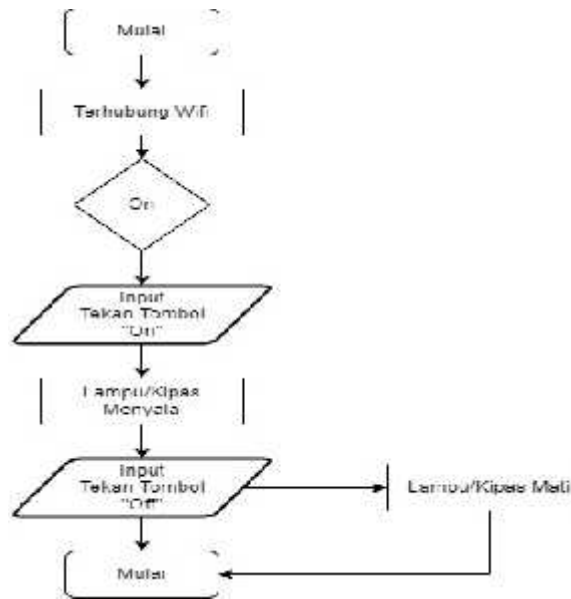 Mulai
Terhubung Wifi
On
Input
Tekan Tombol
"On"
Lampu/Kipas
Menyala
Input
Tekan Tombol
"Off"
Lampu/Kipas Mati
Mulai